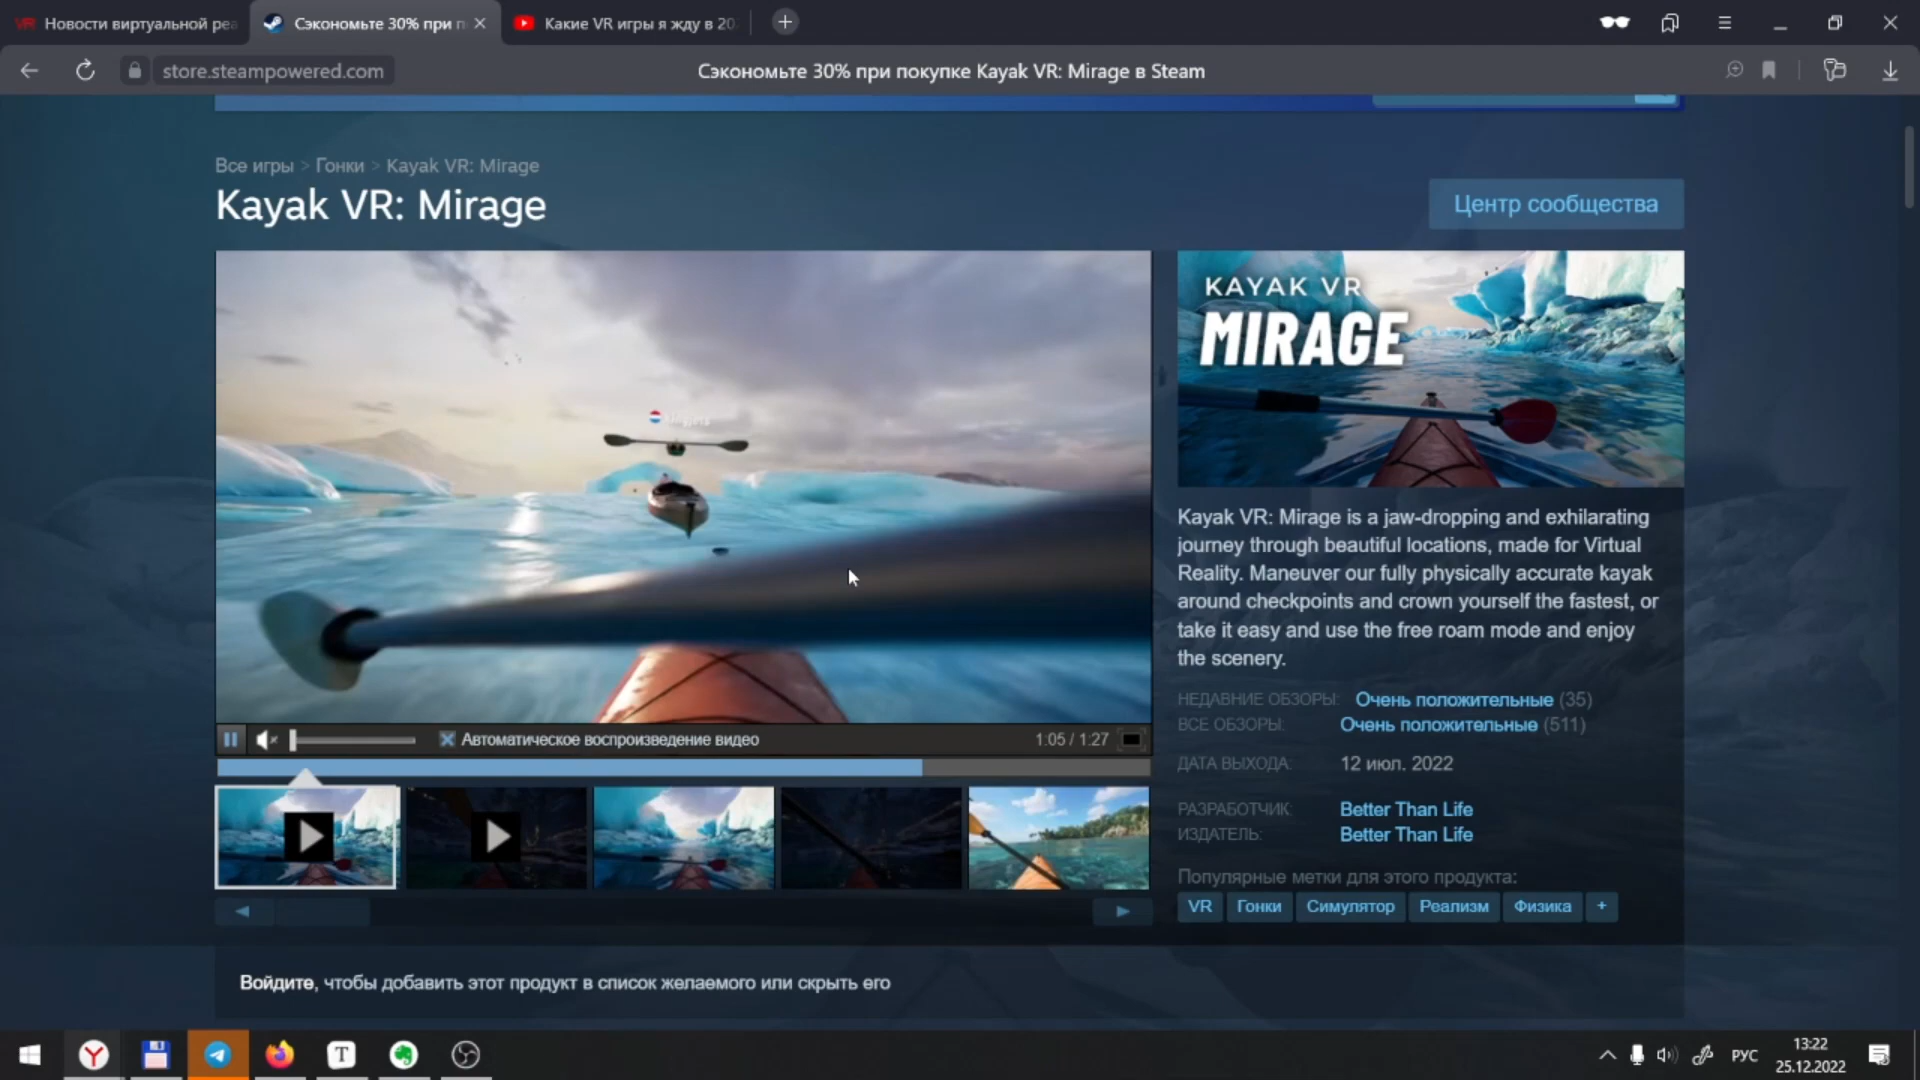 Новости виртуальной реа
Сэкономьте 30% при п
Какие VR игры я жду в 20
store.steampowered.com
Сэкономьте 30% при покупке Kayak VR: Mirage в Steam
Все игры > Гонки > Kayak VR: Mirage
Kayak VR: Mirage
Центр сообщества
KAYAK VR
MIRAGE
Kayak VR: Mirage is a jaw-dropping and exhilarating
journey through beautiful locations, made for Virtual
Reality. Maneuver our fully physically accurate kayak
around checkpoints and crown yourself the fastest, or
take it easy and use the free roam mode and enjoy
the scenery.
НЕДАВНИЕ ОБЗОРЫ: Очень положительные (35)
ВСЕ ОБЗОРЫ: Очень положительные (511)
ДАТА ВЫХОДА: 12 июл. 2022
РАЗРАБОТЧИК: Better Than Life
ИЗДАТЕЛЬ: Better Than Life
Популярные метки для этого продукта:
VR Гонки Симулятор Реализм Физика +
Автоматическое воспроизведение видео
1:05 / 1:27
Войдите, чтобы добавить этот продукт в список желаемого или скрыть его
РУС
13:22
25.12.2022